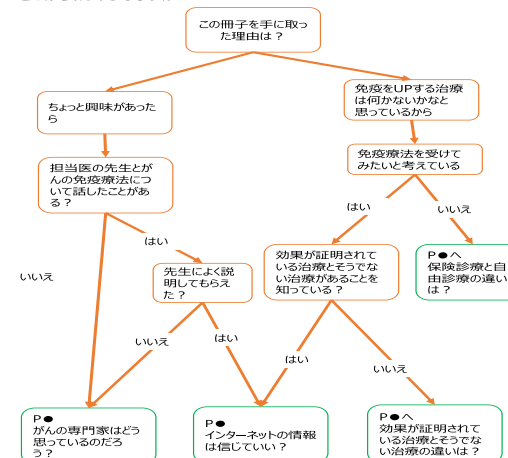 この冊子を手に取っ
た理由は？
ちょっと興味があった
ら
免疫をUPする治療
は何かないかなと
思っているから
担当医の先生とが
んの免疫療法につ
いて話したことがあ
る？
免疫療法を受けて
みたいと考えている
はい
いいえ
はい
いいえ
先生によく説
明してもらえ
た？
効果が証明されて
いる治療とそうでな
い治療があることを
知っている？
P●へ
保険診療と自
由診療の違い
は？
いいえ
はい
はい
いいえ
P●
がんの専門家はどう
思っているのだろ
う？
P●
インターネットの情報
は信じていい？
P●へ
効果が証明されて
いる治療とそうでな
い治療の違いは？